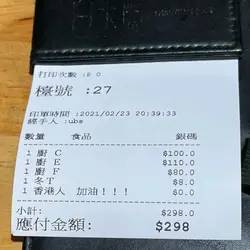 打印次數 : P 0
檯號 :27
印單時間 :2021/02/23 20:39:33
經手人 :ubs
數量 食品 銀碼
1 廚 C $100.0
1 廚 E $110.0
1 廚 F $80.0
1 冬T $8.0
1 香港人 加油!!! $0.0
小計: $298.0
應付金額: $298